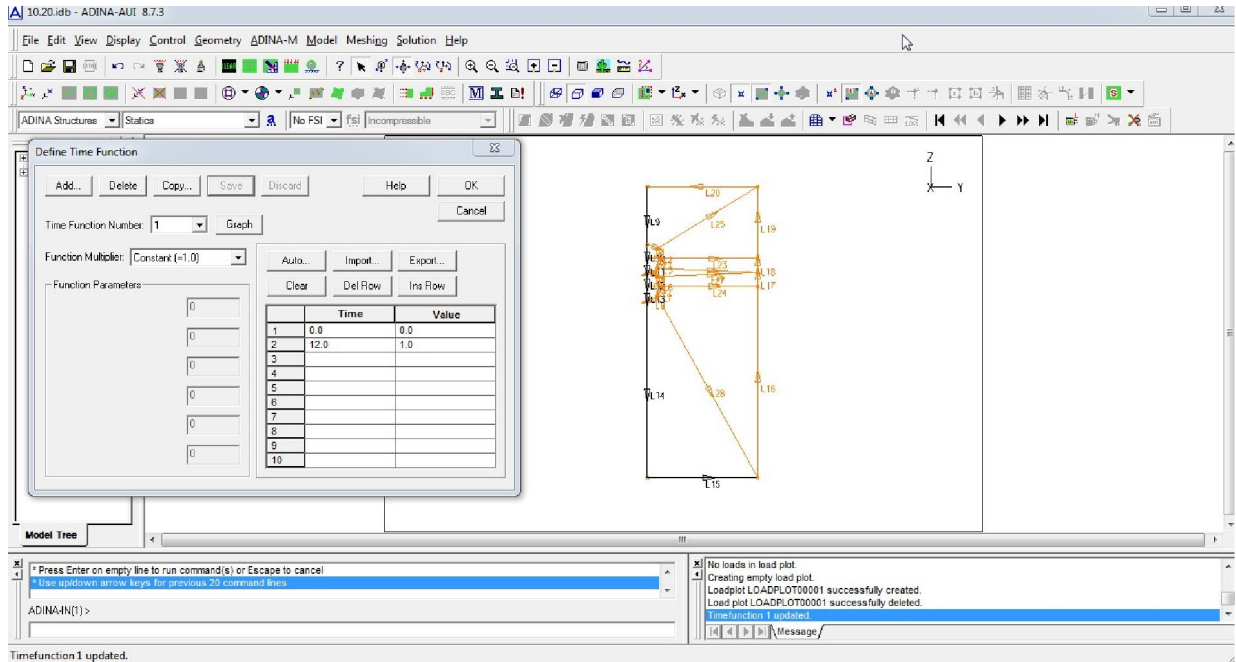 10.20.idb - ADINA-AUI 8.7.3
File Edit View Display Control Geometry ADINA-M Model Meshing Solution Help
ADINA Structures Statics No FSI fsi Incompressible
Define Time Function
Add... Delete Copy... Save Discard Help OK
Cancel
Time Function Number: 1 Graph
Function Multiplier: Constant (=1.0)
Auto... Import... Export...
Clear Del Row Ins Row
Function Parameters
0
0
0
0
0
0
Time Value
1 0.0 0.0
2 12.0 1.0
3
4
5
6
7
8
9
10
Z
X Y
L20
L9
L25
L19
L23
L18
L17
L24
L13
L14
L28
L16
L15
Model Tree
* Press Enter on empty line to run command(s) or Escape to cancel
* Use up/down arrow keys for previous 20 command lines
ADINA-IN(1) >
No loads in load plot.
Creating empty load plot.
Loadplot LOADPLOT00001 successfully created.
Load plot LOADPLOT00001 successfully deleted.
Timefunction 1 updated.
Message
Timefunction 1 updated.